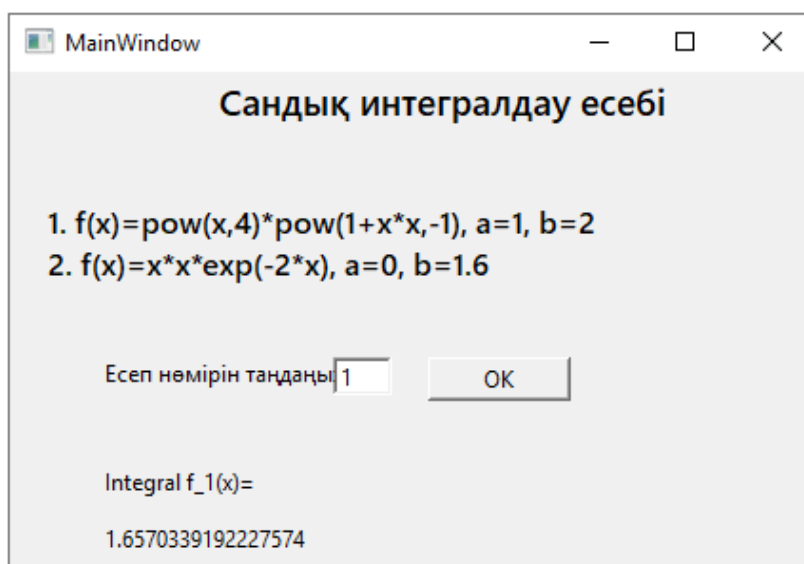 MainWindow
Сандық интегралдау есебі
1. f(x)=pow(x,4)*pow(1+x*x,-1), a=1, b=2
2. f(x)=x*x*exp(-2*x), a=0, b=1.6
Есеп нөмірін таңдаңы 1 OK
Integral f_1(x)=
1.6570339192227574